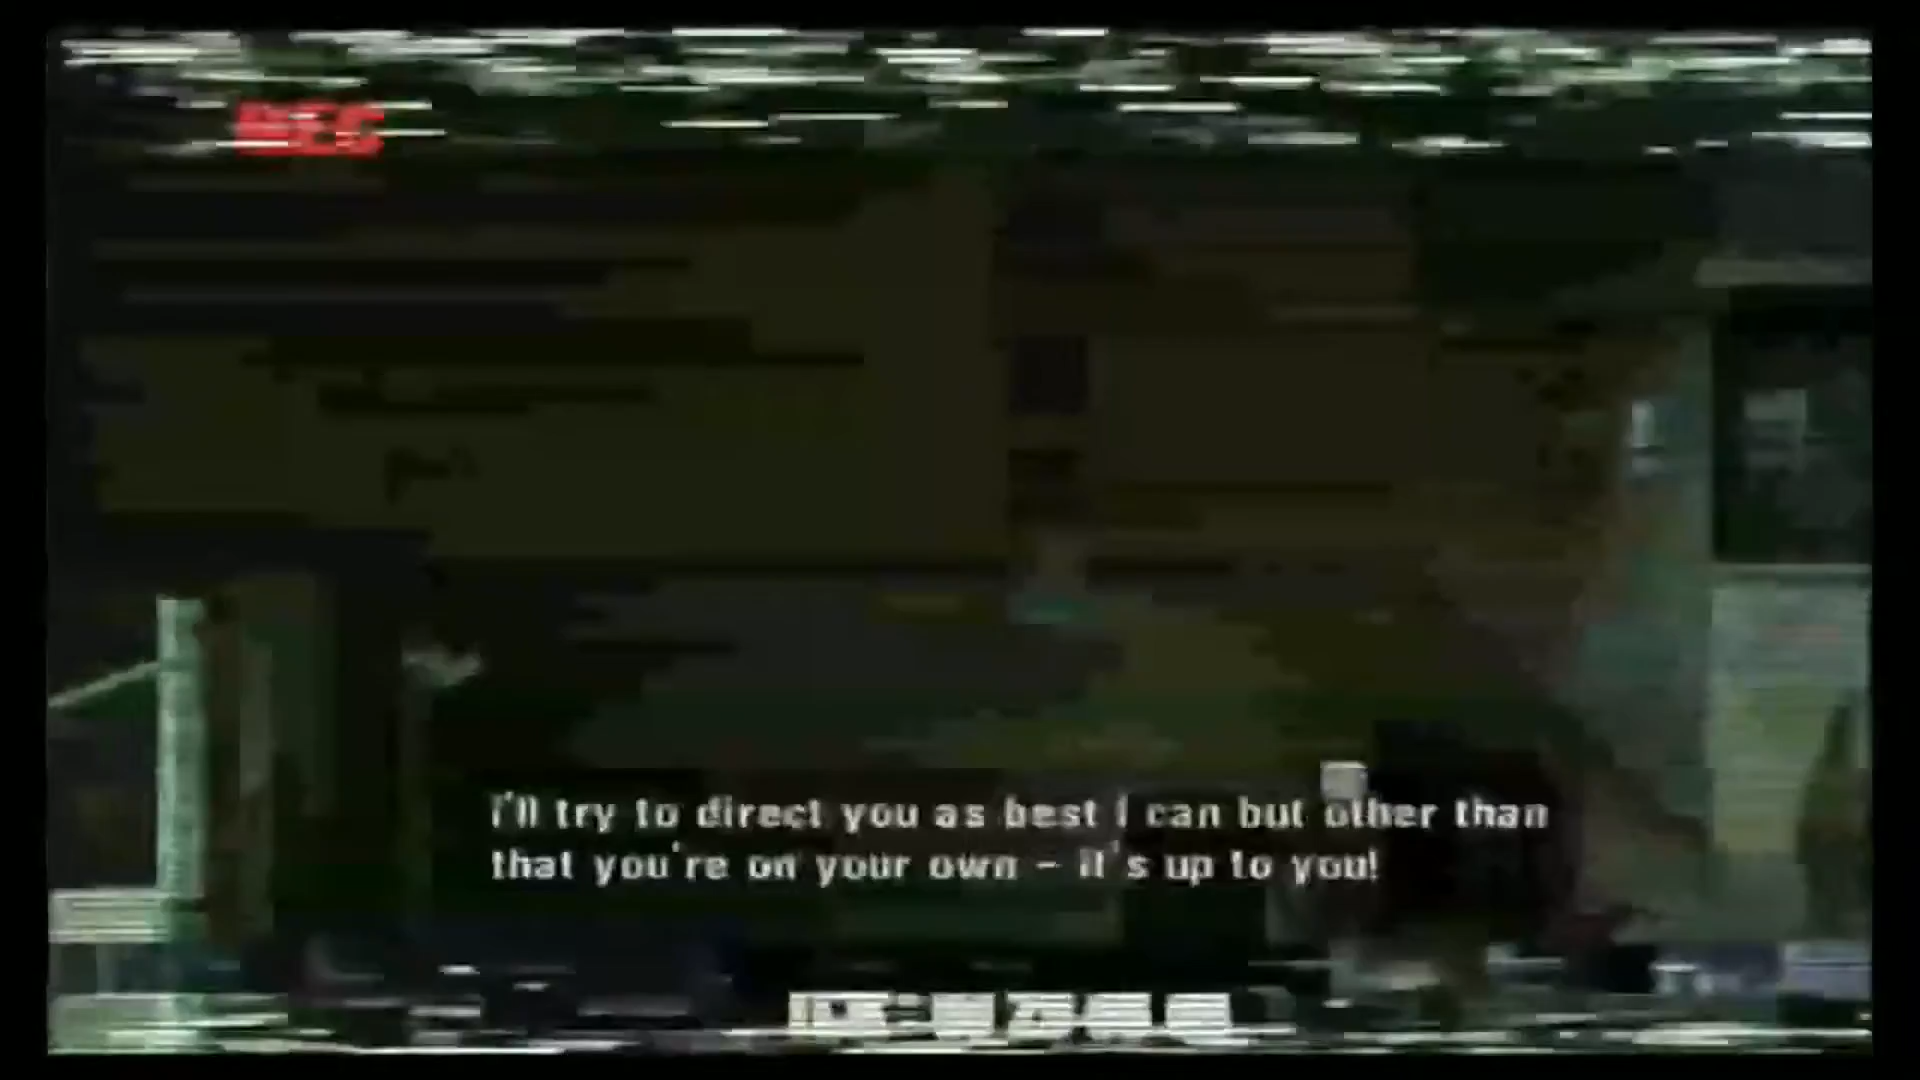 REC
I'll try to direct you as best I can but other than
that you're on your own - it's up to you!